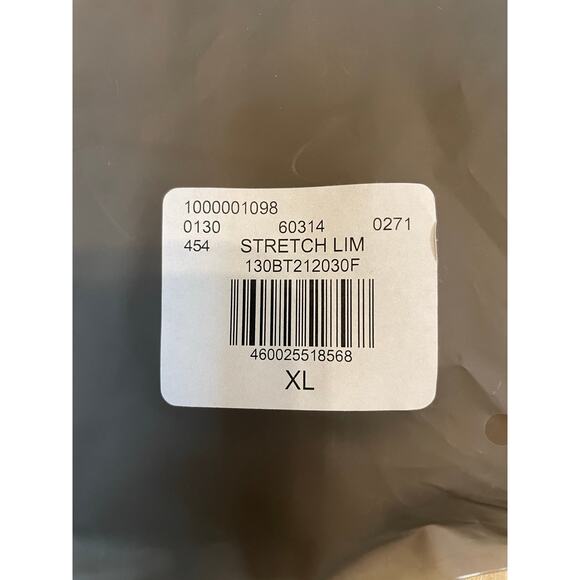 1000001098
0130 60314 0271
454 STRETCH LIM
130BT212030F
460025518568
XL